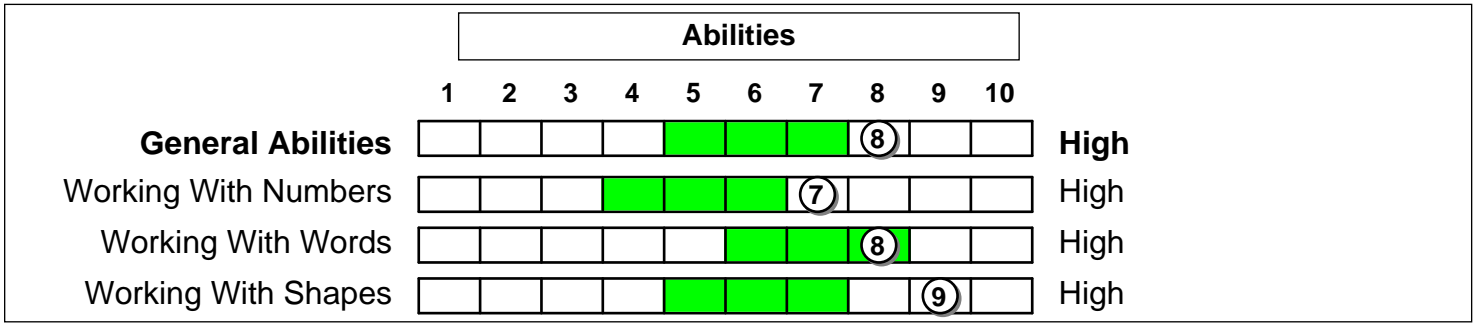 Abilities
1 2 3 4 5 6 7 8 9 10
General Abilities 8 High
Working With Numbers 7 High
Working With Words 8 High
Working With Shapes 9 High